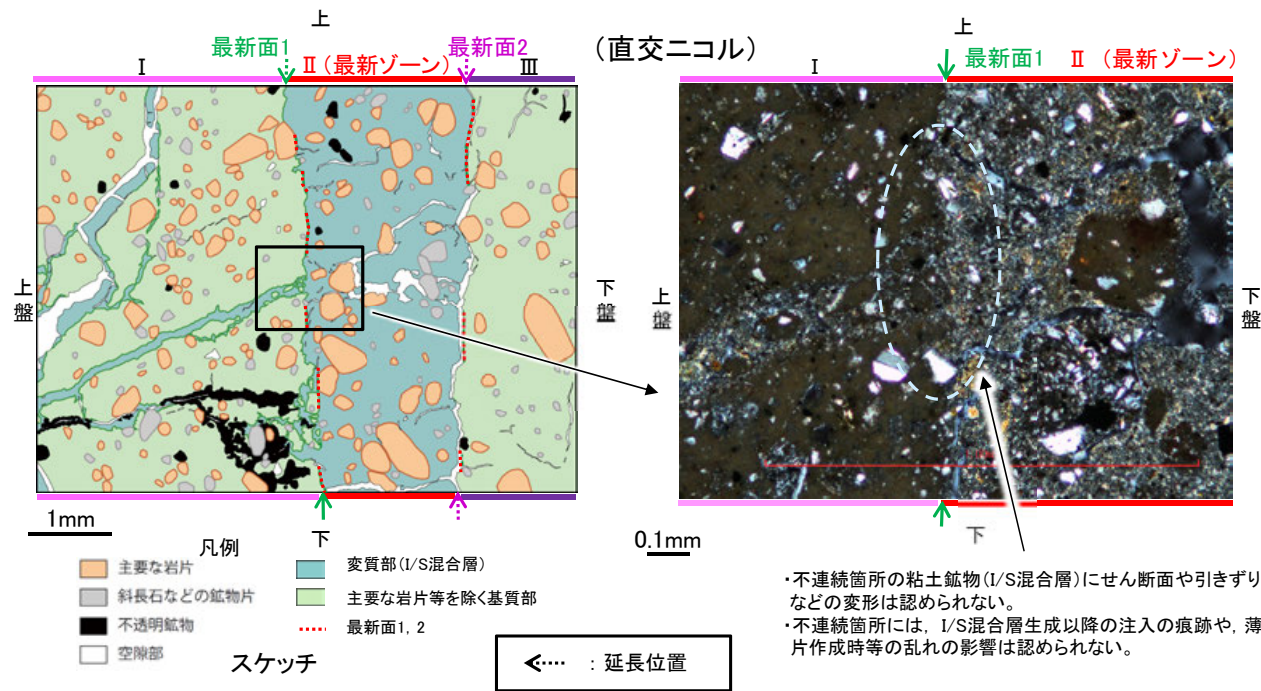 上
(直交ニコル)
上
最新面1
最新面2
最新面1
Ⅱ (最新ゾーン)
Ⅰ
Ⅱ(最新ゾーン)
Ⅲ
Ⅰ
上盤
下盤
上盤
下盤
1mm
下
0.1mm
下
凡例
主要な岩片
変質部(I/S混合層)
斜長石などの鉱物片
主要な岩片等を除く基質部
不透明鉱物
最新面1, 2
空隙部
スケッチ
: 延長位置
・不連続箇所の粘土鉱物(I/S混合層)にせん断面や引きずり
などの変形は認められない。
・不連続箇所には, I/S混合層生成以降の注入の痕跡や, 薄
片作成時等の乱れの影響は認められない。